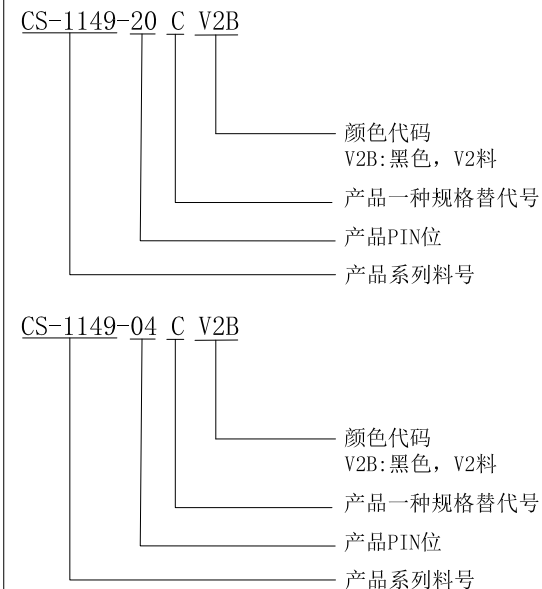 CS-1149-20 C V2B
颜色代码
V2B:黑色，V2料
产品一种规格替代号
产品PIN位
产品系列料号
CS-1149-04 C V2B
颜色代码
V2B:黑色，V2料
产品一种规格替代号
产品PIN位
产品系列料号